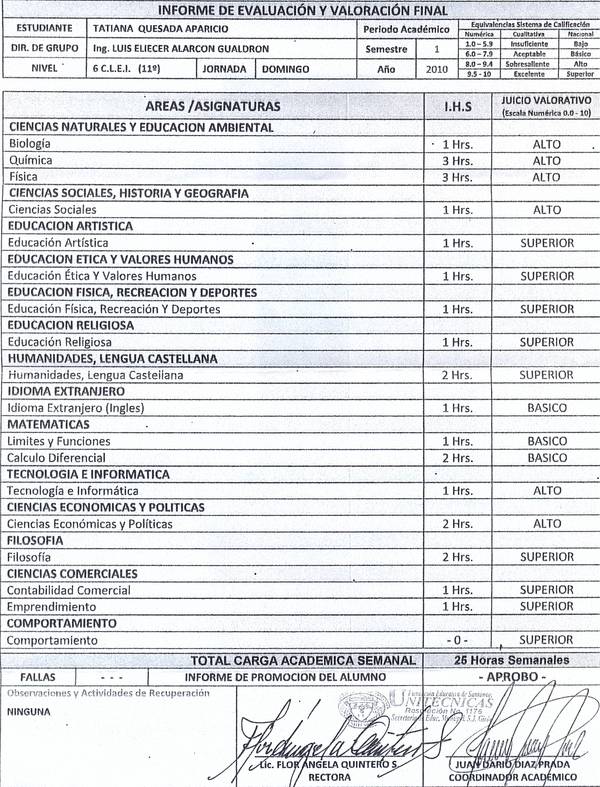 INFORME DE EVALUACIÓN Y VALORACIÓN FINAL
ESTUDIANTE TATIANA QUESADA APARICIO Periodo Académico Equivalencias Sistema de Calificación
Numérica Cualitativa Nacional
DIR. DE GRUPO Ing. LUIS ELIECER ALARCON GUALDRON Semestre 1 1.0 – 5.9 Insuficiente Bajo
6.0 – 7.9 Aceptable Básico
NIVEL 6 C.L.E.I. (11º) JORNADA DOMINGO Año 2010 8.0 – 9.4 Sobresaliente Alto
9.5 - 10 Excelente Superior
AREAS /ASIGNATURAS I.H.S JUICIO VALORATIVO
(Escala Numérica 0.0 - 10)
CIENCIAS NATURALES Y EDUCACION AMBIENTAL
Biología 1 Hrs. ALTO
Química 3 Hrs. ALTO
Física 3 Hrs. ALTO
CIENCIAS SOCIALES, HISTORIA Y GEOGRAFIA
Ciencias Sociales 1 Hrs. ALTO
EDUCACION ARTISTICA
Educación Artística 1 Hrs. SUPERIOR
EDUCACION ETICA Y VALORES HUMANOS
Educación Ética Y Valores Humanos 1 Hrs. SUPERIOR
EDUCACION FISICA, RECREACION Y DEPORTES
Educación Física, Recreación Y Deportes 1 Hrs. SUPERIOR
EDUCACION RELIGIOSA
Educación Religiosa 1 Hrs. SUPERIOR
HUMANIDADES, LENGUA CASTELLANA
Humanidades, Lengua Castellana 2 Hrs. SUPERIOR
IDIOMA EXTRANJERO
Idioma Extranjero (Ingles) 1 Hrs. BASICO
MATEMATICAS
Limites y Funciones 1 Hrs. BASICO
Calculo Diferencial 2 Hrs. BASICO
TECNOLOGIA E INFORMATICA
Tecnología e Informática 1 Hrs. ALTO
CIENCIAS ECONOMICAS Y POLITICAS
Ciencias Económicas y Políticas 2 Hrs. ALTO
FILOSOFIA
Filosofía 2 Hrs. SUPERIOR
CIENCIAS COMERCIALES
Contabilidad Comercial 1 Hrs. SUPERIOR
Emprendimiento 1 Hrs. SUPERIOR
COMPORTAMIENTO
Comportamiento - 0 - SUPERIOR
TOTAL CARGA ACADEMICA SEMANAL 25 Horas Semanales
FALLAS - - - INFORME DE PROMOCION DEL ALUMNO - APROBO -
Observaciones y Actividades de Recuperación
NINGUNA
Fundación Educativa de Santander
UNITECNICAS
Resolución No. 1176
Lic. FLOR ANGELA QUINTERO S
RECTORA
JUAN DARIO DIAZ PRADA
COORDINADOR ACADÉMICO